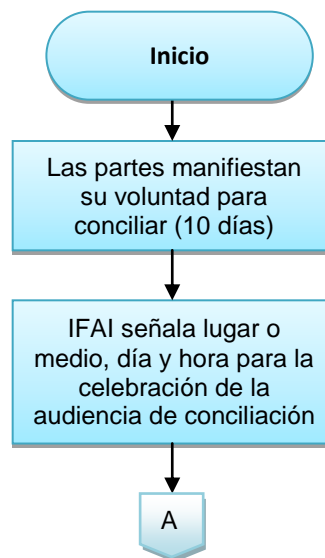 Inicio
Las partes manifiestan
su voluntad para
conciliar (10 días)
IFAI señala lugar o
medio, día y hora para la
celebración de la
audiencia de conciliación
A